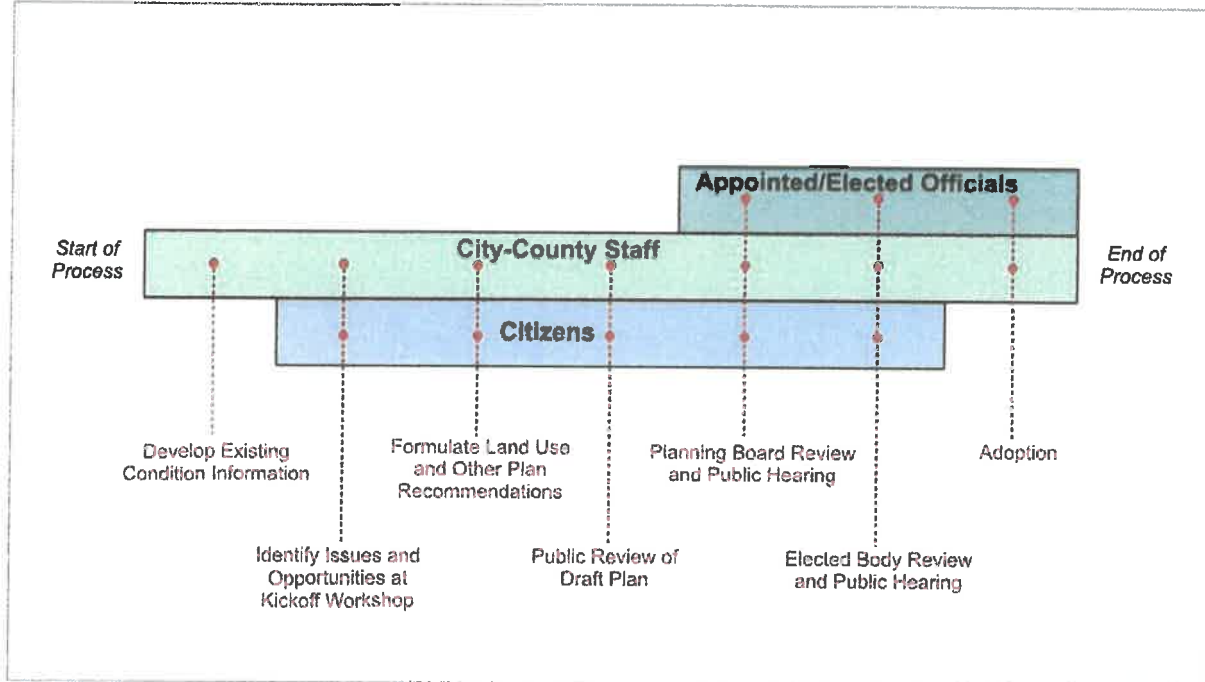 Appointed/Elected Officials
Start of
Process
City-County Staff
End of
Process
Citizens
Develop Existing
Condition Information
Formulate Land Use
and Other Plan
Recommendations
Planning Board Review
and Public Hearing
Adoption
Identify Issues and
Opportunities at
Kickoff Workshop
Public Review of
Draft Plan
Elected Body Review
and Public Hearing